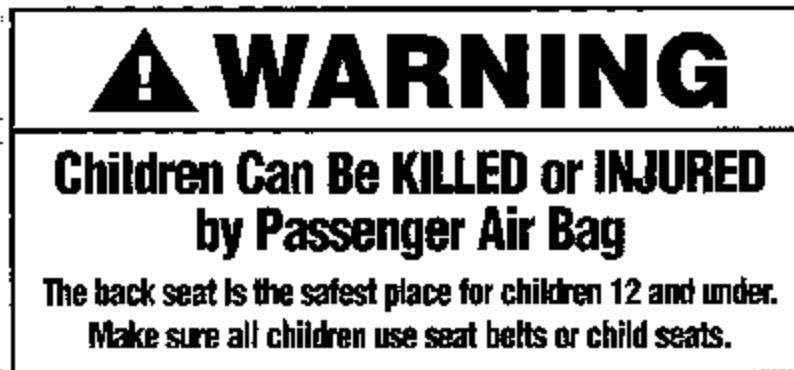 WARNING
Children Can Be KILLED or INJURED
by Passenger Air Bag
The back seat is the safest place for children 12 and under.
Make sure all children use seat belts or child seats.